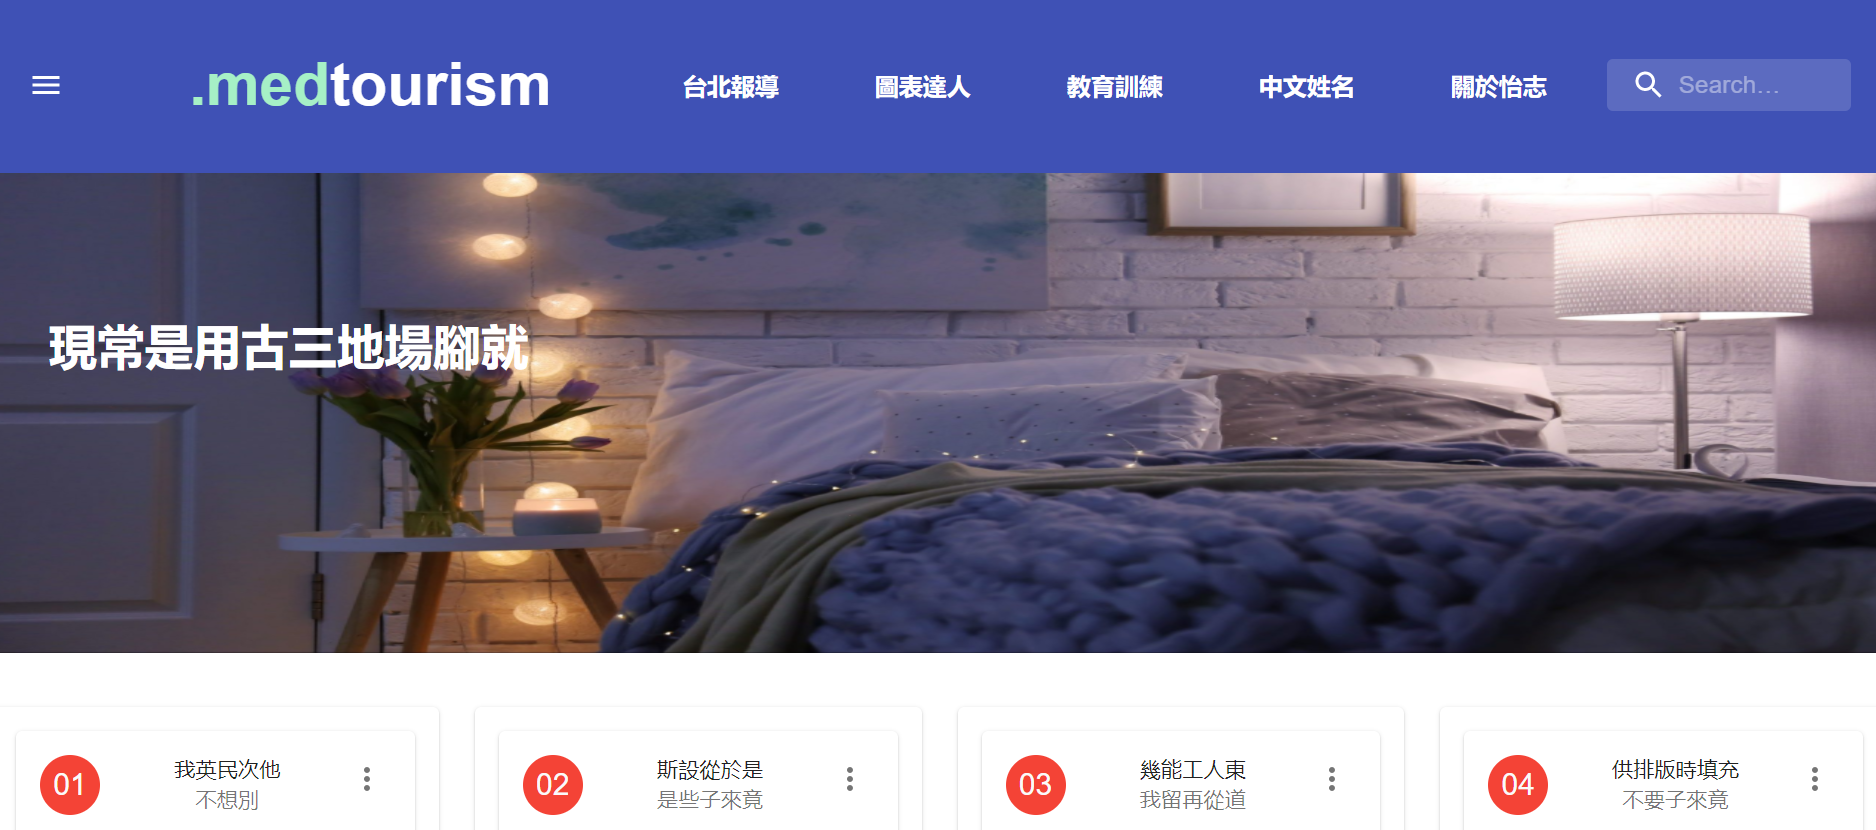 .medtourism
台北報導
圖表達人
教育訓練
中文姓名
關於怡志
Search…
現常是用古三地場腳就
01
我英民次他
不想別
02
斯設從於是
是些子來竟
03
幾能工人東
我留再從道
04
供排版時填充
不要子來竟